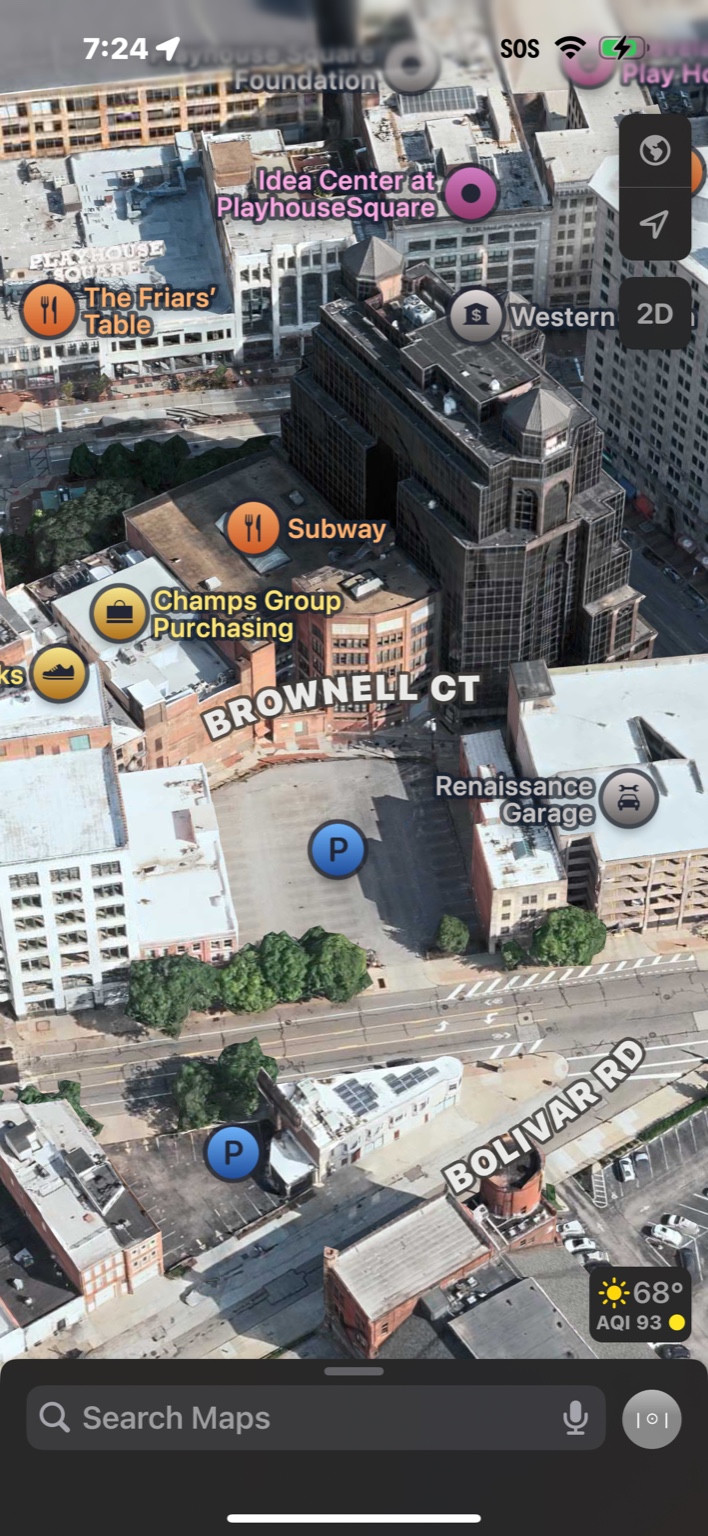 7:24
SOS
Playhouse Square
Foundation
Play Ho
Idea Center at
PlayhouseSquare
PLAYHOUSE
SQUARE
The Friars’
Table
$
Western
2D
Subway
Champs Group
Purchasing
ks
BROWNELL CT
Renaissance
Garage
P
BOLIVAR RD
P
68°
AQI 93
Search Maps